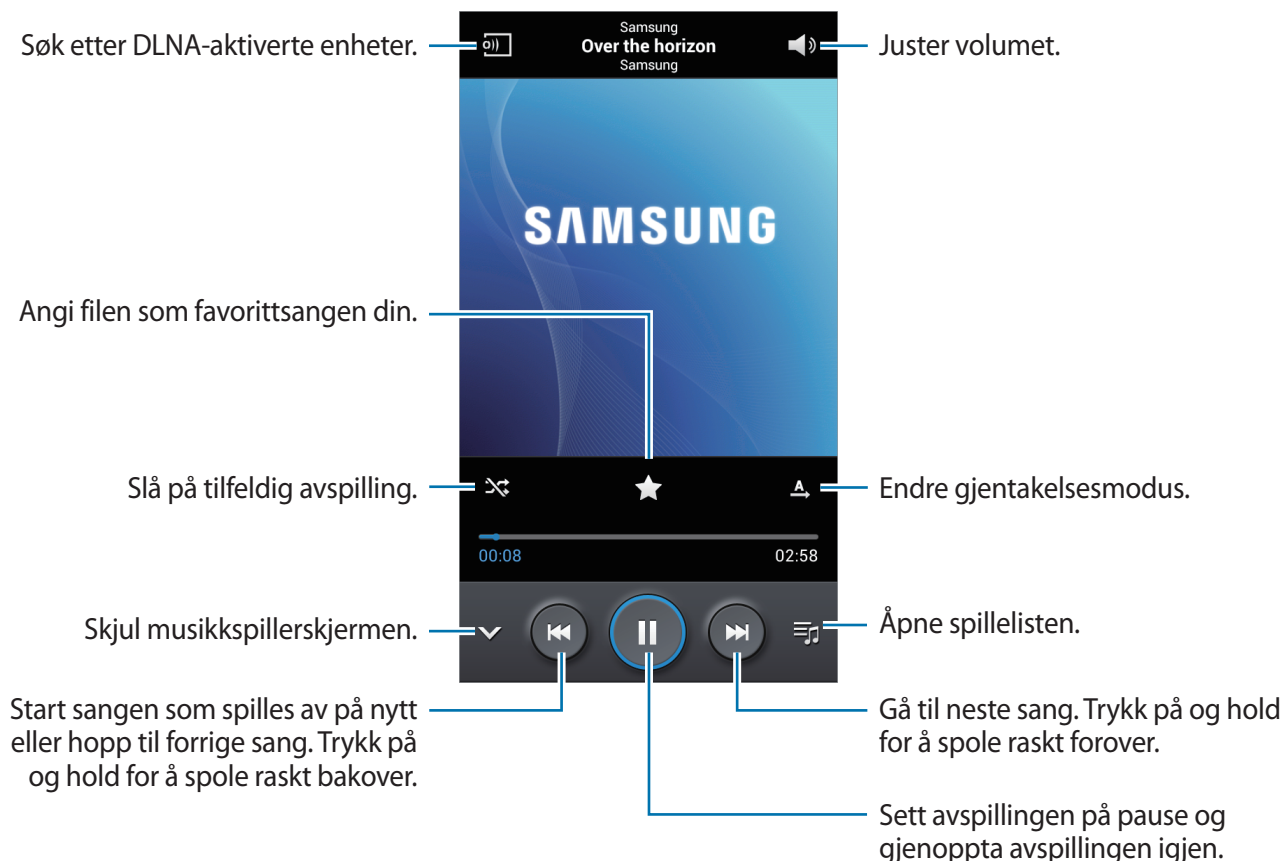 Samsung
Over the horizon
Samsung
Søk etter DLNA-aktiverte enheter.
Juster volumet.
SAMSUNG
Angi filen som favorittsangen din.
Slå på tilfeldig avspilling.
A
Endre gjentakelsesmodus.
00:08
02:58
Skjul musikkspillerskjermen.
Åpne spillelisten.
Start sangen som spilles av på nytt
eller hopp til forrige sang. Trykk på
og hold for å spole raskt bakover.
Gå til neste sang. Trykk på og hold
for å spole raskt forover.
Sett avspillingen på pause og
gjenoppta avspillingen igjen.